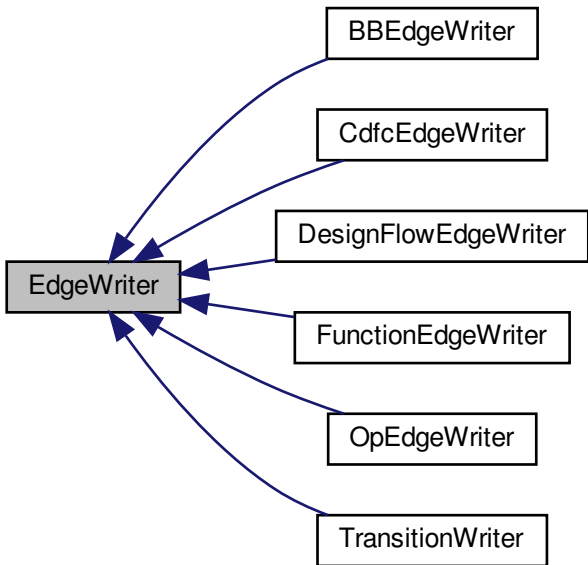 BBEdgeWriter
CdfcEdgeWriter
DesignFlowEdgeWriter
EdgeWriter
FunctionEdgeWriter
OpEdgeWriter
TransitionWriter